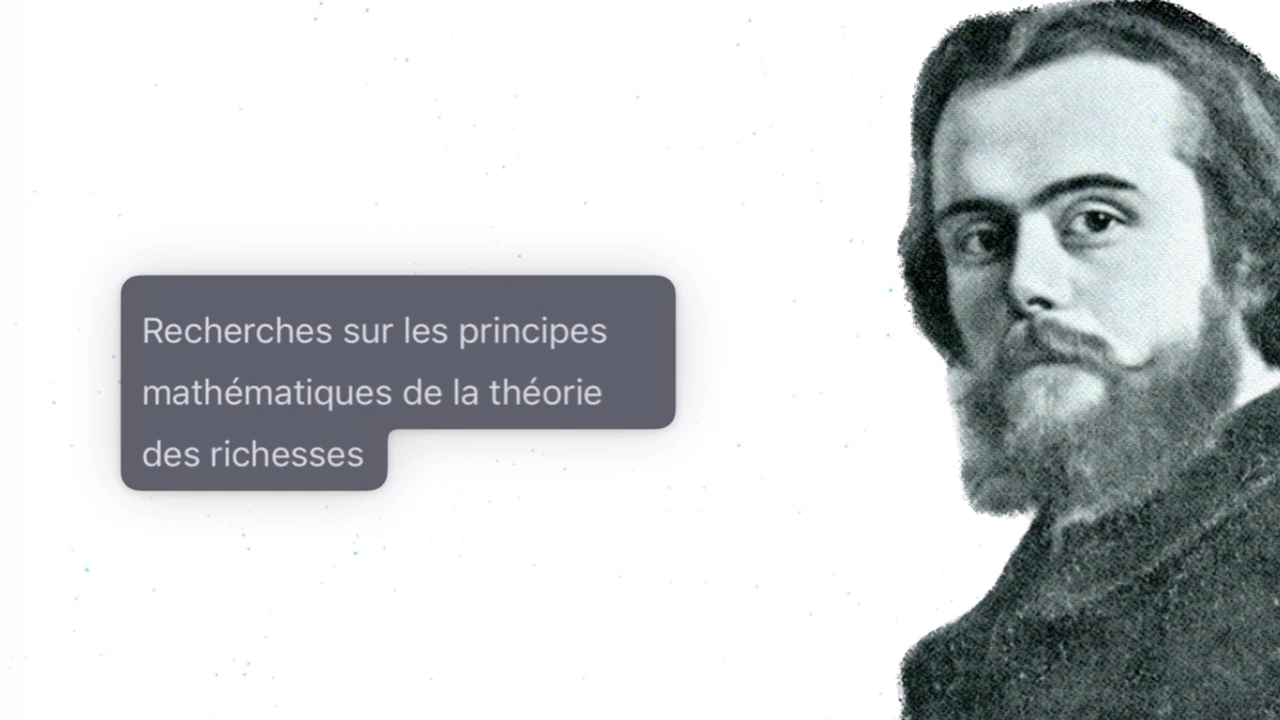 Recherches sur les principes
mathématiques de la théorie
des richesses